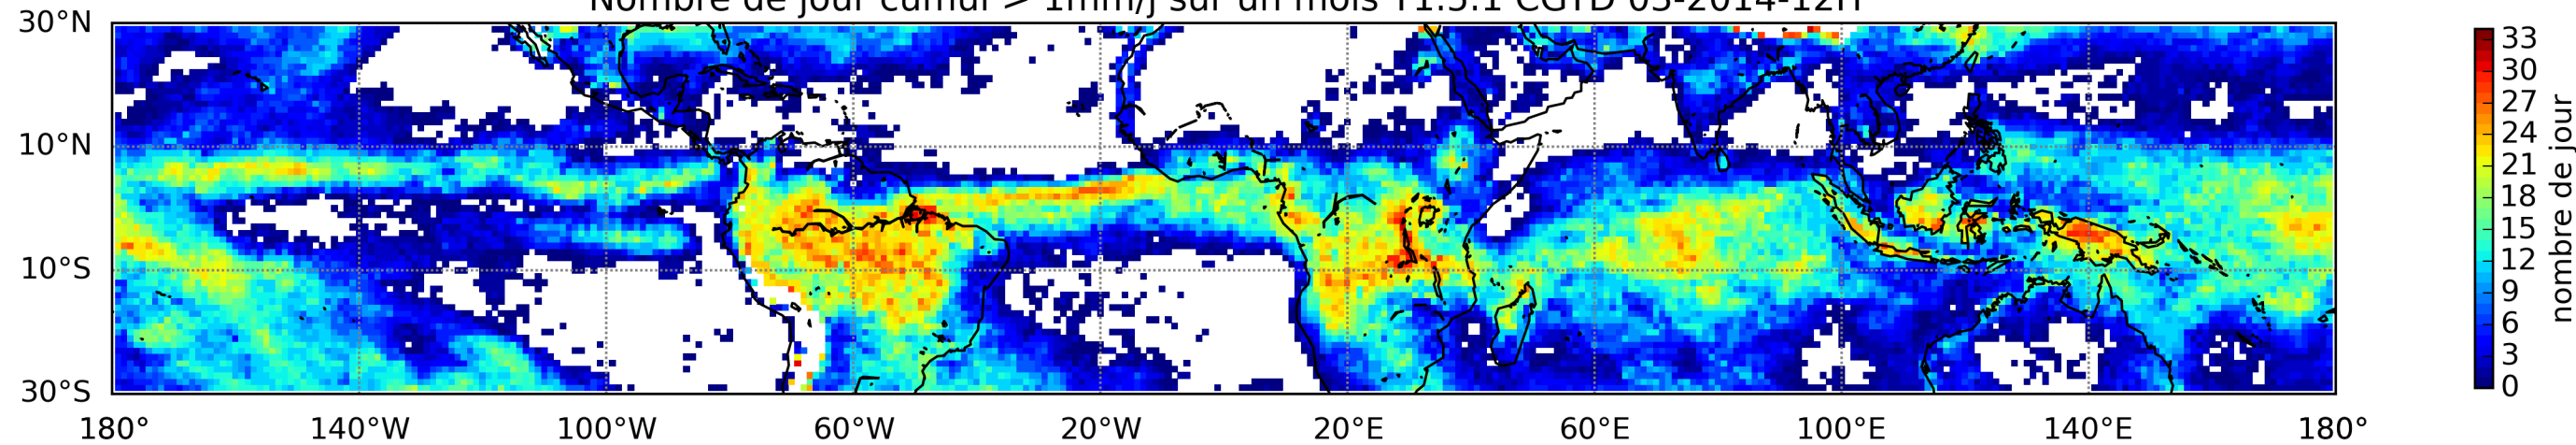 Nombre de jour cumul > 1mm/j sur un mois T1.5.1 CGTD 03-2014-12H
30°N
10°N
10°S
30°S
180° 140°W 100°W 60°W 20°W 20°E 60°E 100°E 140°E 180°
33
30
27
24
21
18
15
12
9
6
3
0
nombre de jour